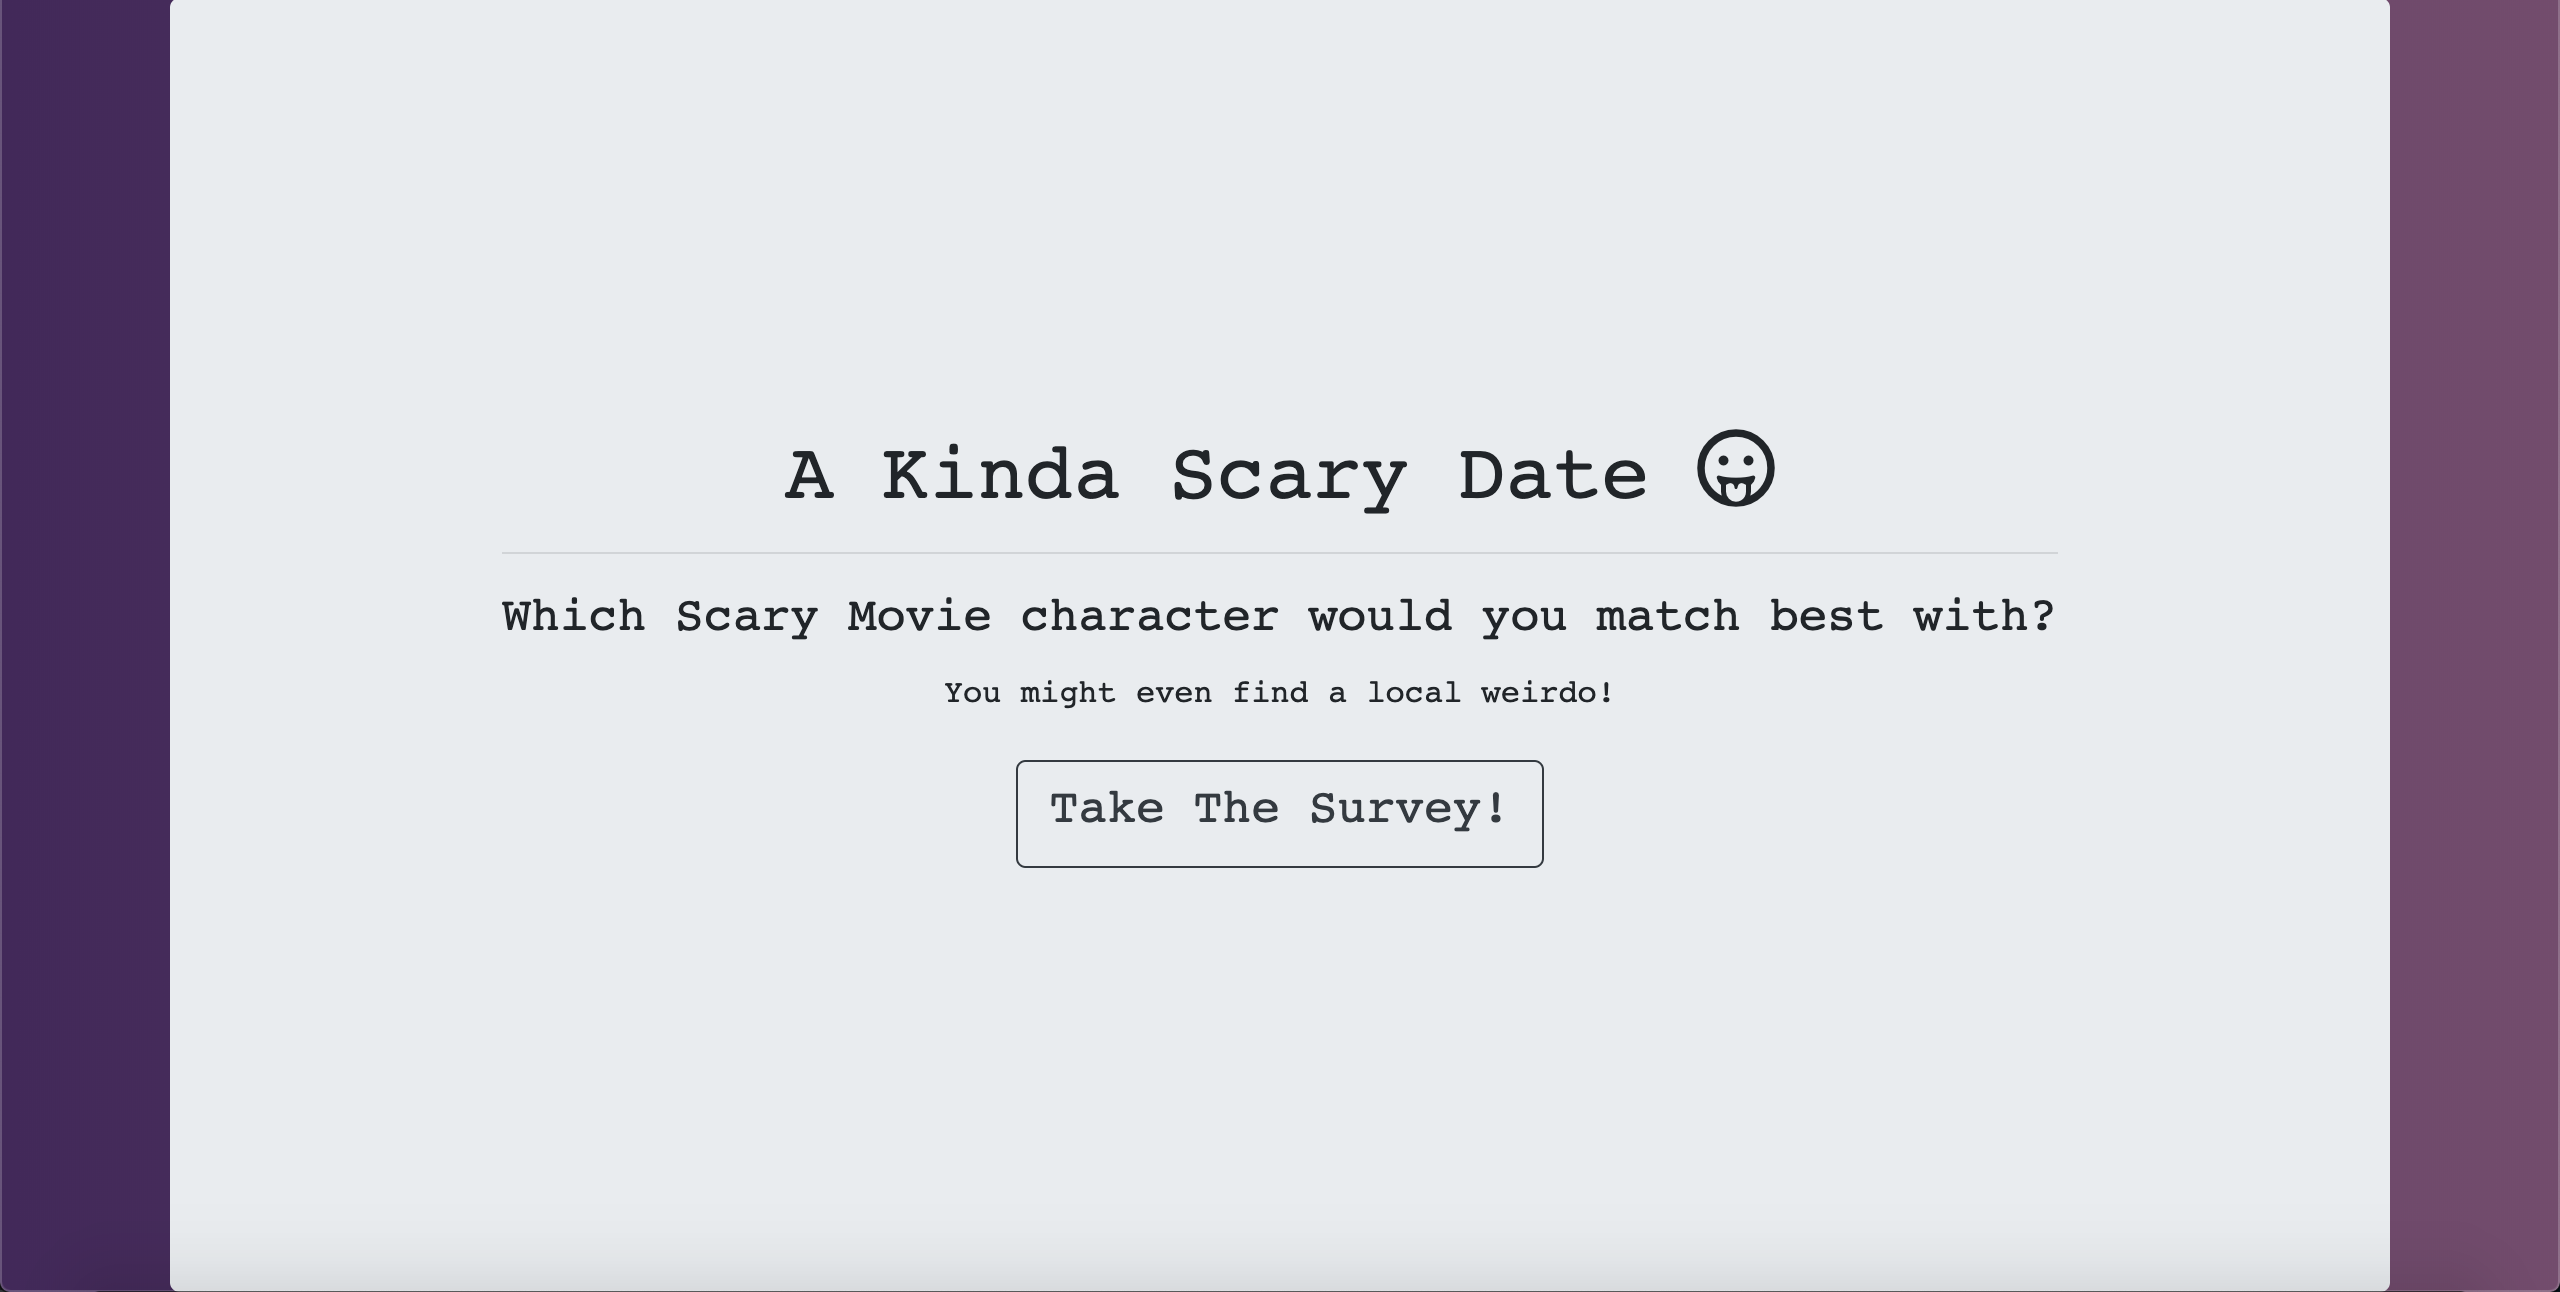 A Kinda Scary Date
Which Scary Movie character would you match best with?
You might even find a local weirdo!
Take The Survey!